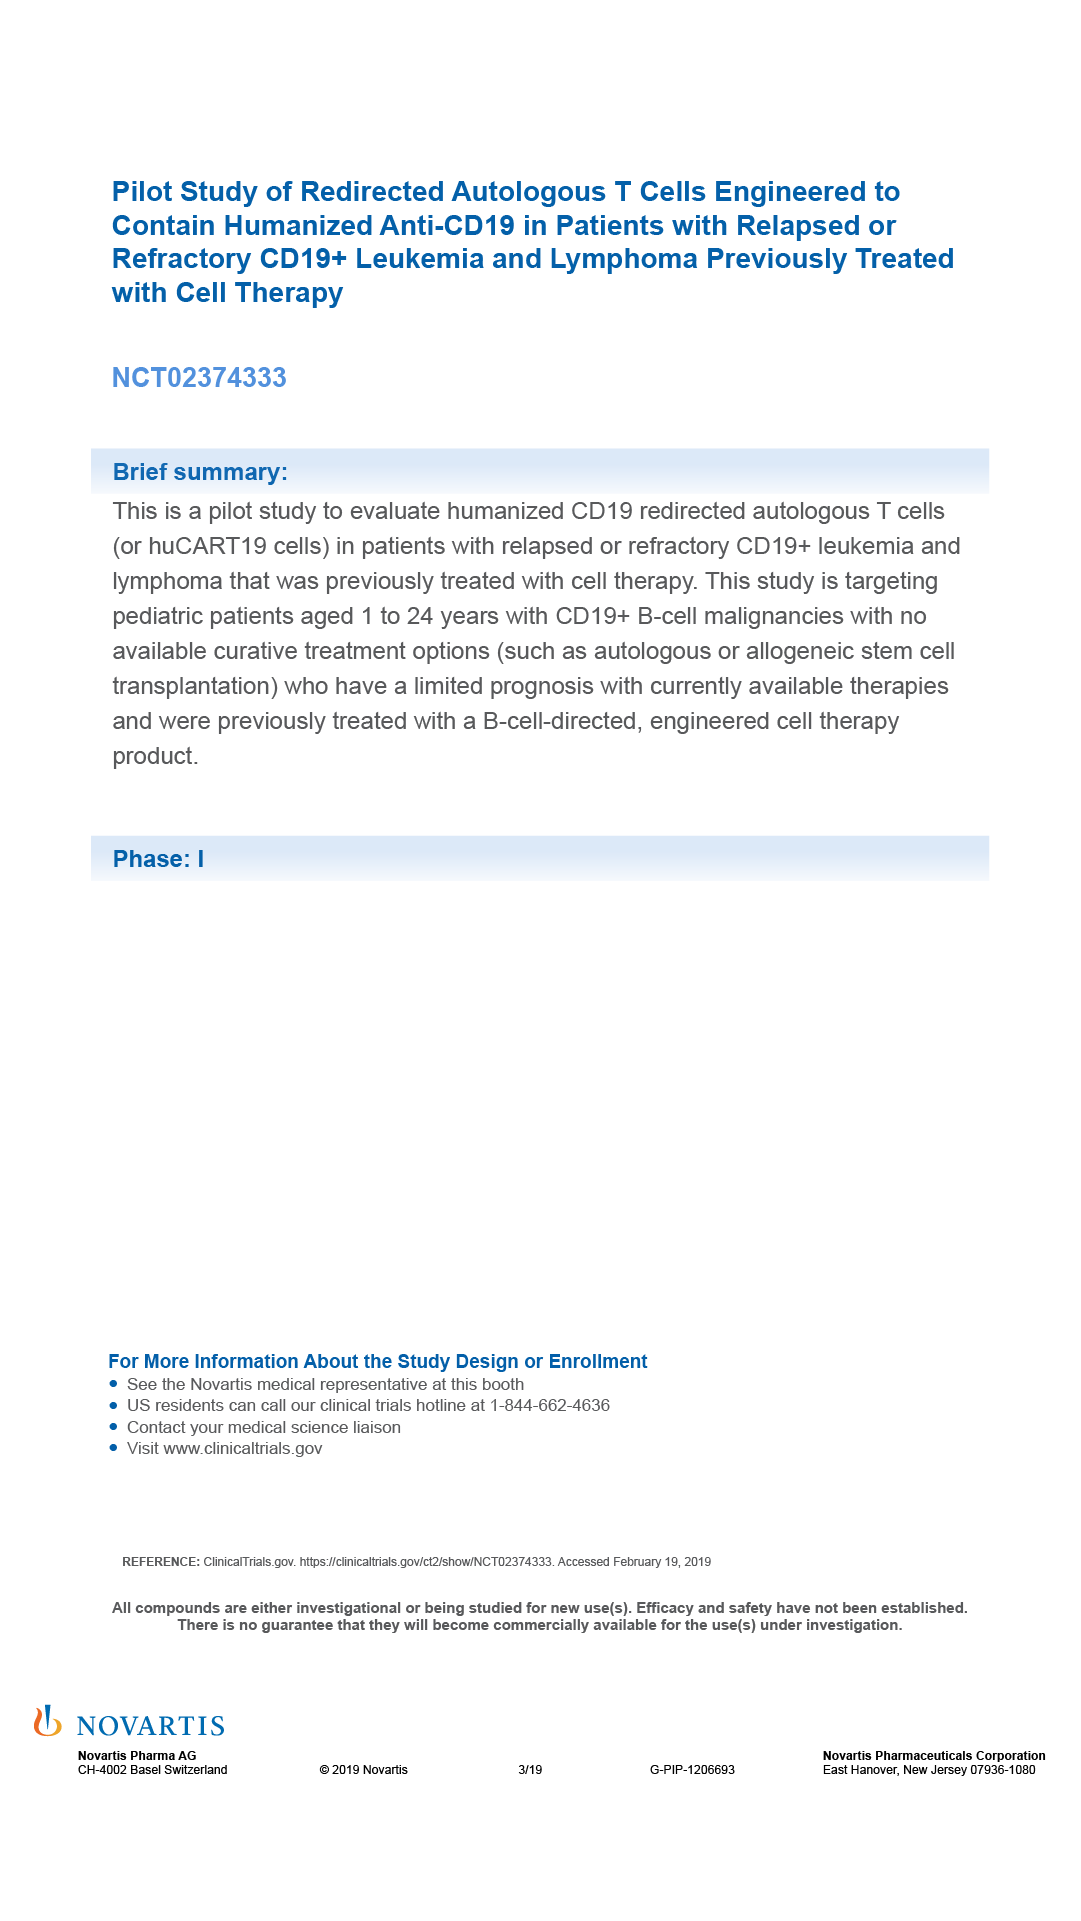 Pilot Study of Redirected Autologous T Cells Engineered to
Contain Humanized Anti-CD19 in Patients with Relapsed or
Refractory CD19+ Leukemia and Lymphoma Previously Treated
with Cell Therapy
NCT02374333
Brief summary:
This is a pilot study to evaluate humanized CD19 redirected autologous T cells
(or huCART19 cells) in patients with relapsed or refractory CD19+ leukemia and
lymphoma that was previously treated with cell therapy. This study is targeting
pediatric patients aged 1 to 24 years with CD19+ B-cell malignancies with no
available curative treatment options (such as autologous or allogeneic stem cell
transplantation) who have a limited prognosis with currently available therapies
and were previously treated with a B-cell-directed, engineered cell therapy
product.
Phase: I
For More Information About the Study Design or Enrollment
• See the Novartis medical representative at this booth
• US residents can call our clinical trials hotline at 1-844-662-4636
• Contact your medical science liaison
• Visit www.clinicaltrials.gov
REFERENCE: ClinicalTrials.gov. https://clinicaltrials.gov/ct2/show/NCT02374333. Accessed February 19, 2019
All compounds are either investigational or being studied for new use(s). Efficacy and safety have not been established.
There is no guarantee that they will become commercially available for the use(s) under investigation.
NOVARTIS
Novartis Pharma AG
CH-4002 Basel Switzerland
© 2019 Novartis
3/19
G-PIP-1206693
Novartis Pharmaceuticals Corporation
East Hanover, New Jersey 07936-1080